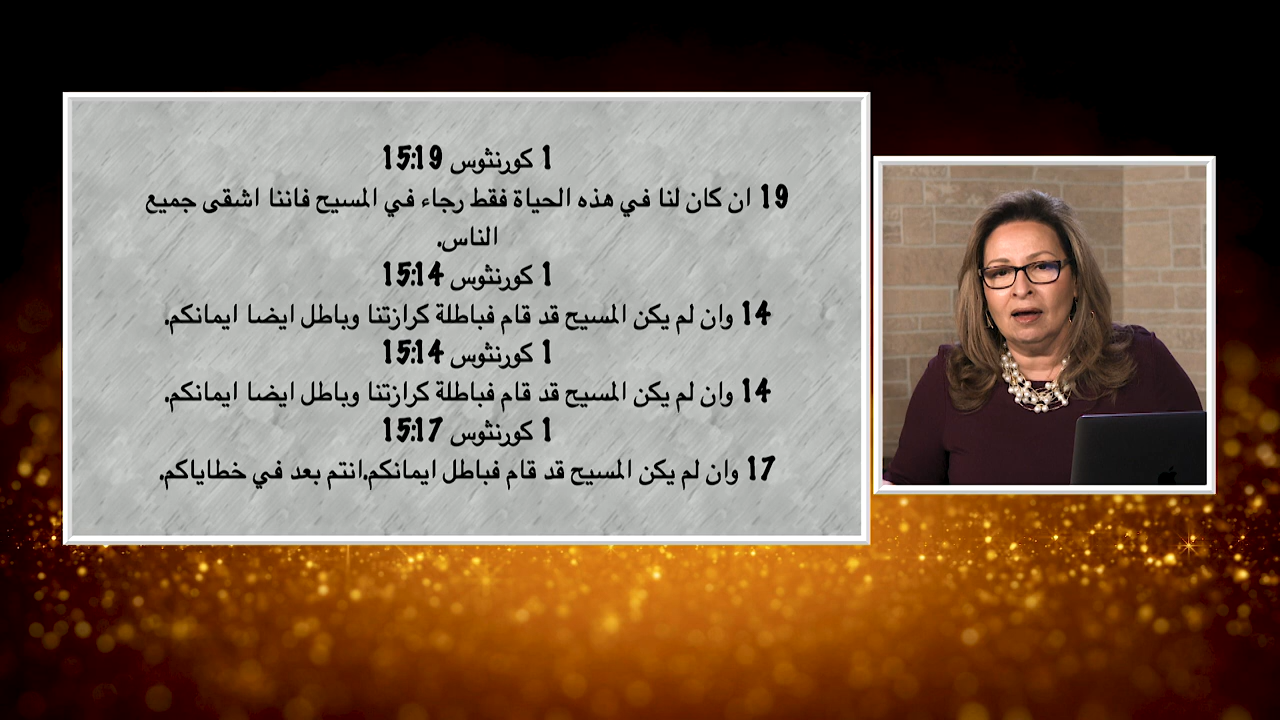 1 كورنثوس 15:19
19 ان كان لنا في هذه الحياة فقط رجاء في المسيح فاننا اشقى جميع
الناس.
1 كورنثوس 15:14
14 وان لم يكن المسيح قد قام فباطلة كرازتنا وباطل ايضا ايمانكم.
1 كورنثوس 15:14
14 وان لم يكن المسيح قد قام فباطلة كرازتنا وباطل ايضا ايمانكم.
1 كورنثوس 15:17
17 وان لم يكن المسيح قد قام فباطل ايمانكم.انتم بعد في خطاياكم.